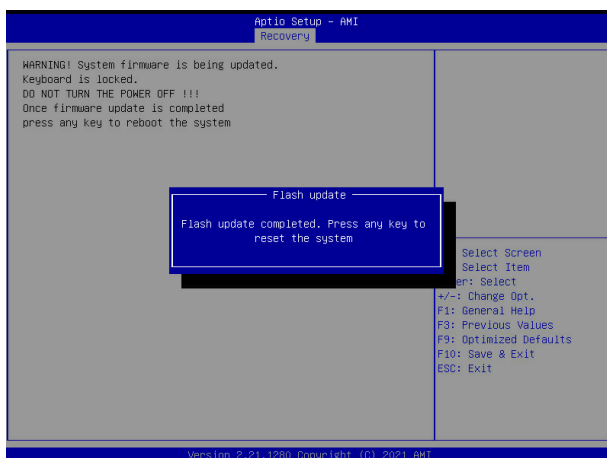 Aptio Setup - AMI
Recovery
WARNING! System firmware is being updated.
Keyboard is locked.
DO NOT TURN THE POWER OFF !!!
Once firmware update is completed
press any key to reboot the system
Flash update
Flash update completed. Press any key to
reset the system
Select Screen
Select Item
er: Select
+/-: Change Opt.
F1: General Help
F3: Previous Values
F9: Optimized Defaults
F10: Save & Exit
ESC: Exit
Version 2.21.1280 Copyright (C) 2021 AMI